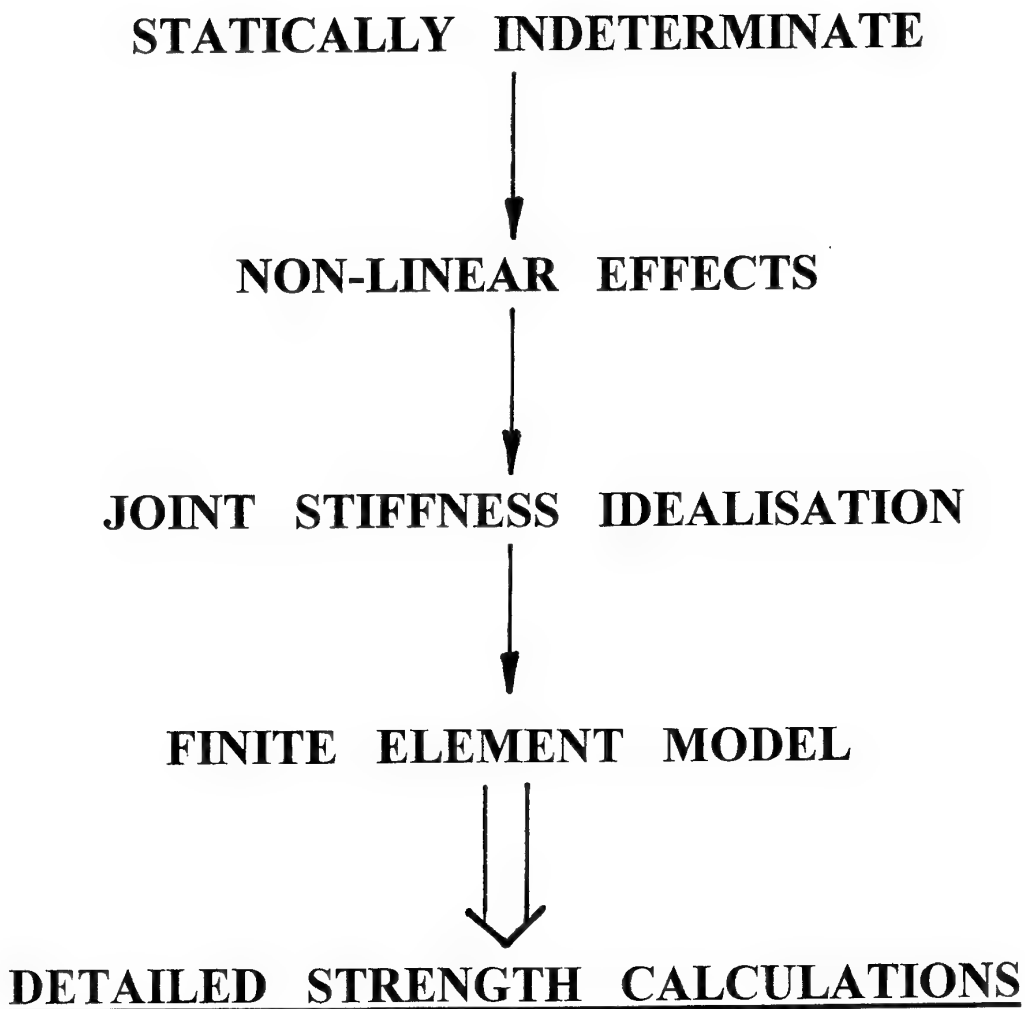 STATICALLY INDETERMINATE
NON-LINEAR EFFECTS
JOINT STIFFNESS IDEALISATION
FINITE ELEMENT MODEL
DETAILED STRENGTH CALCULATIONS